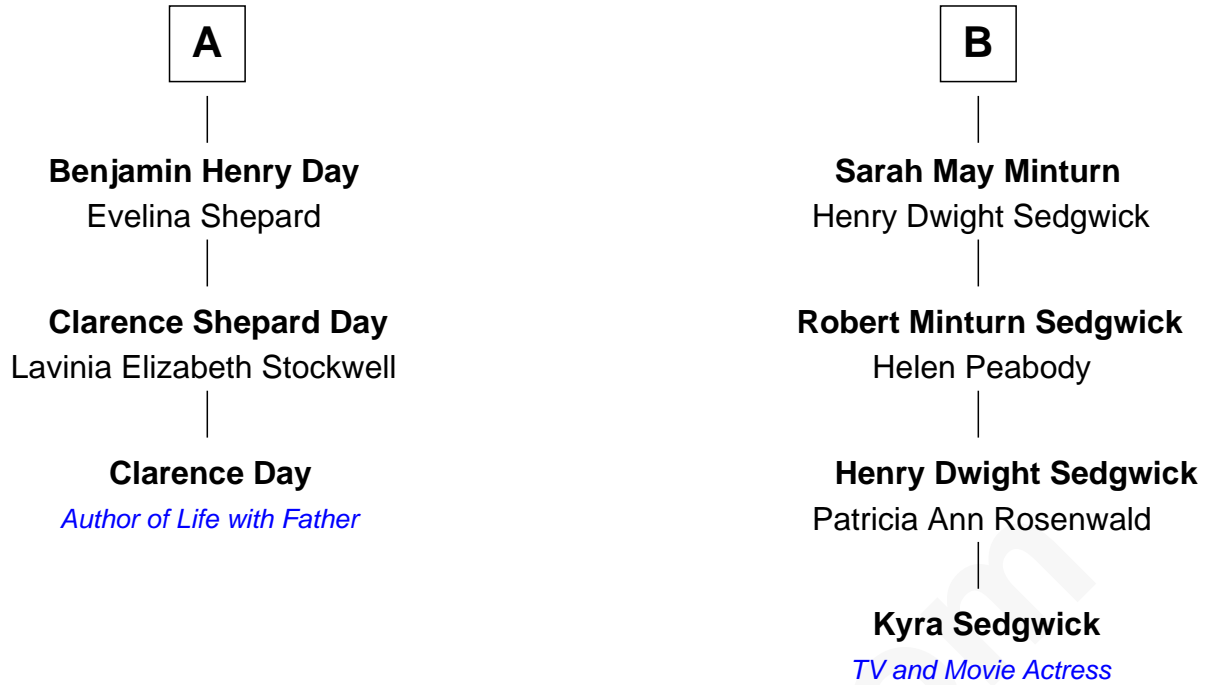 A
Benjamin Henry Day
Evelina Shepard
Clarence Shepard Day
Lavinia Elizabeth Stockwell
Clarence Day
Author of Life with Father
B
Sarah May Minturn
Henry Dwight Sedgwick
Robert Minturn Sedgwick
Helen Peabody
Henry Dwight Sedgwick
Patricia Ann Rosenwald
Kyra Sedgwick
TV and Movie Actress